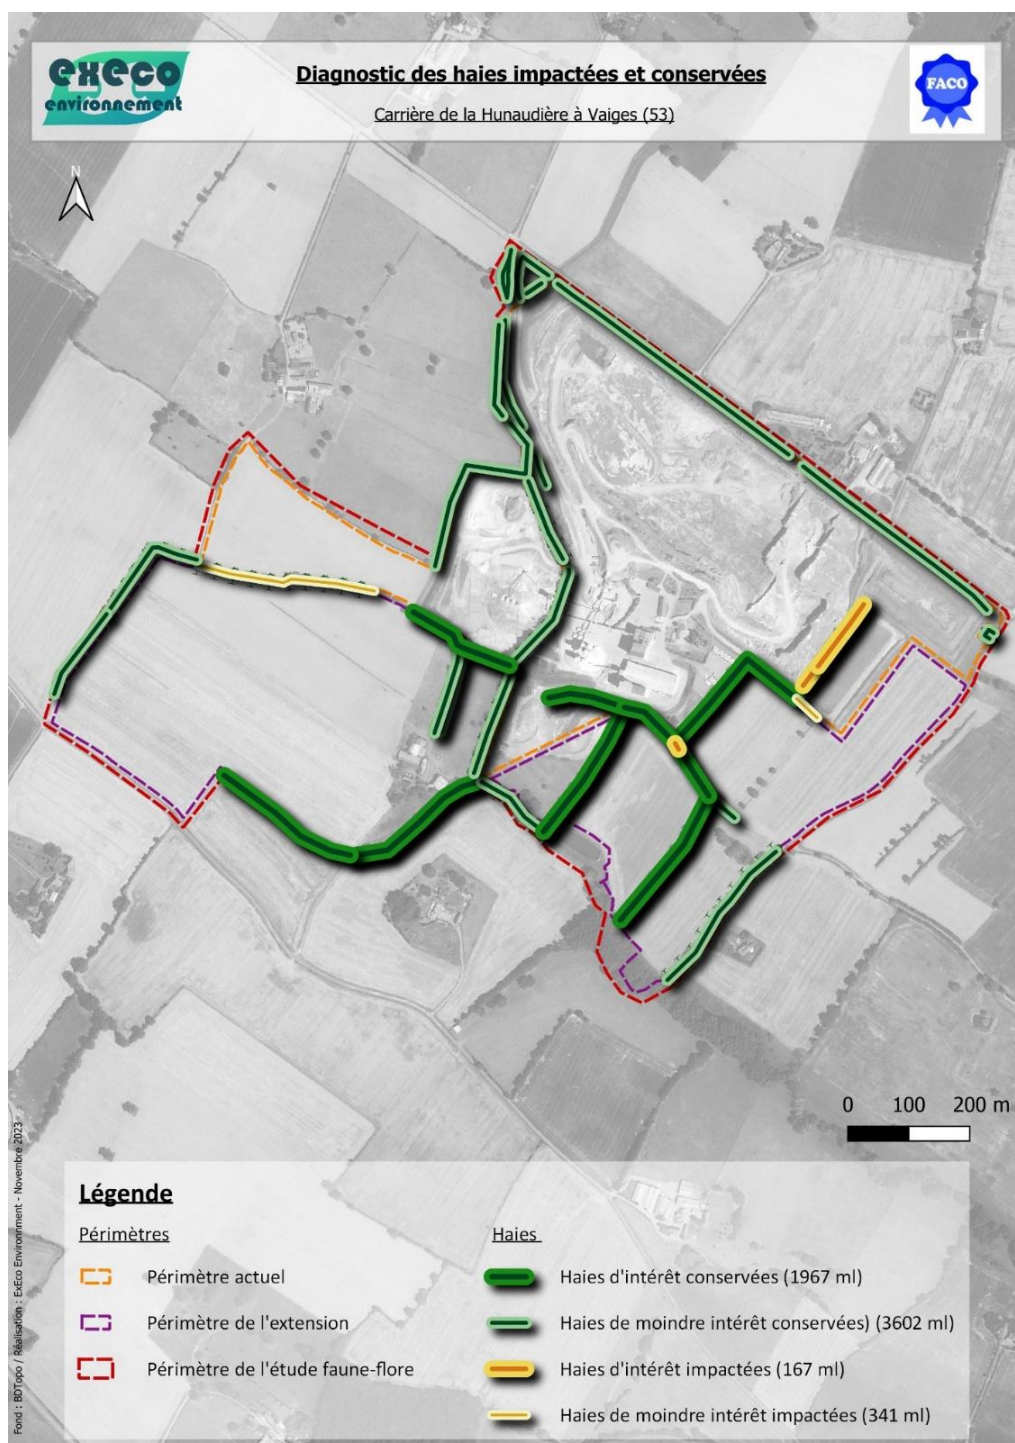 execo
environnement
Diagnostic des haies impactées et conservées
Carrière de la Hunaudière à Vaiges (53)
FACO
N
0 100 200 m
Fond : BDTopo / Réalisation : ExEco Environnment - Novembre 2023
Légende
Périmètres
Périmètre actuel
Périmètre de l'extension
Périmètre de l'étude faune-flore
Haies
Haies d'intérêt conservées (1967 ml)
Haies de moindre intérêt conservées) (3602 ml)
Haies d'intérêt impactées (167 ml)
Haies de moindre intérêt impactées (341 ml)